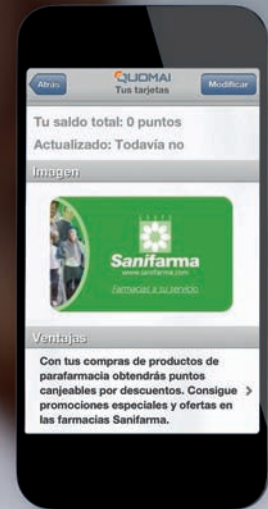 Atrás
QUOMAI
Modificar
Tus tarjetas
Tu saldo total: 0 puntos
Actualizado: Todavía no
Imagen
Sanifarma
www.sanifarma.com
Farmacias a su servicio
Ventajas
Con tus compras de productos de
parafarmacia obtendrás puntos
canjeables por descuentos. Consigue
promociones especiales y ofertas en
las farmacias Sanifarma.